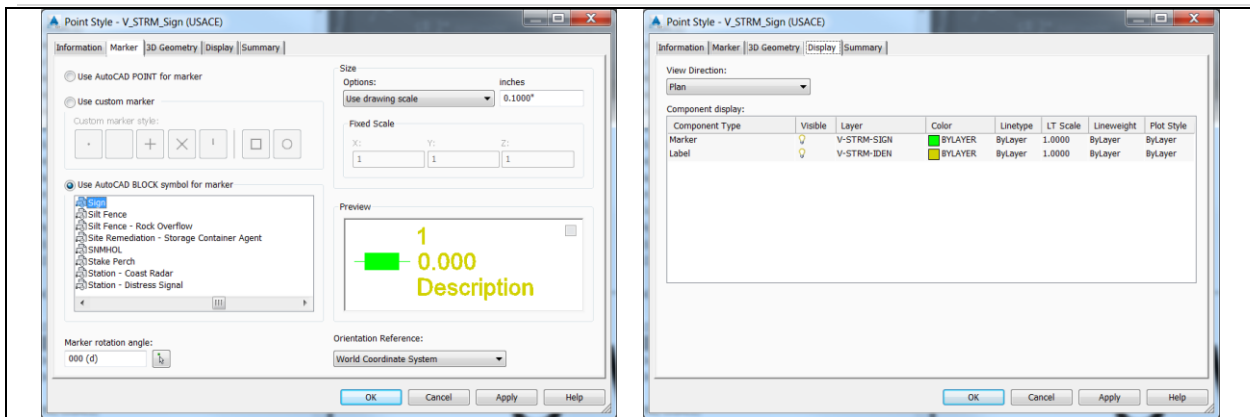 Point Style - V_STRM_Sign (USACE)
Information Marker 3D Geometry Display Summary
Use AutoCAD POINT for marker
Use custom marker
Custom marker style:
Use AutoCAD BLOCK symbol for marker
Sign
Silt Fence
Silt Fence - Rock Overflow
Site Remediation - Storage Container Agent
SNMHOL
Stake Perch
Station - Coast Radar
Station - Distress Signal
Marker rotation angle:
000 (d)
Size
Options: inches
Use drawing scale 0.1000"
Fixed Scale
X: Y: Z:
1 1 1
Preview
1
0.000
Description
Orientation Reference:
World Coordinate System
OK Cancel Apply Help
Point Style - V_STRM_Sign (USACE)
Information Marker 3D Geometry Display Summary
View Direction:
Plan
Component display:
Component Type Visible Layer Color Linetype LT Scale Lineweight Plot Style
Marker V-STRM-SIGN BYLAYER ByLayer 1.0000 ByLayer ByLayer
Label V-STRM-IDEN BYLAYER ByLayer 1.0000 ByLayer ByLayer
OK Cancel Apply Help